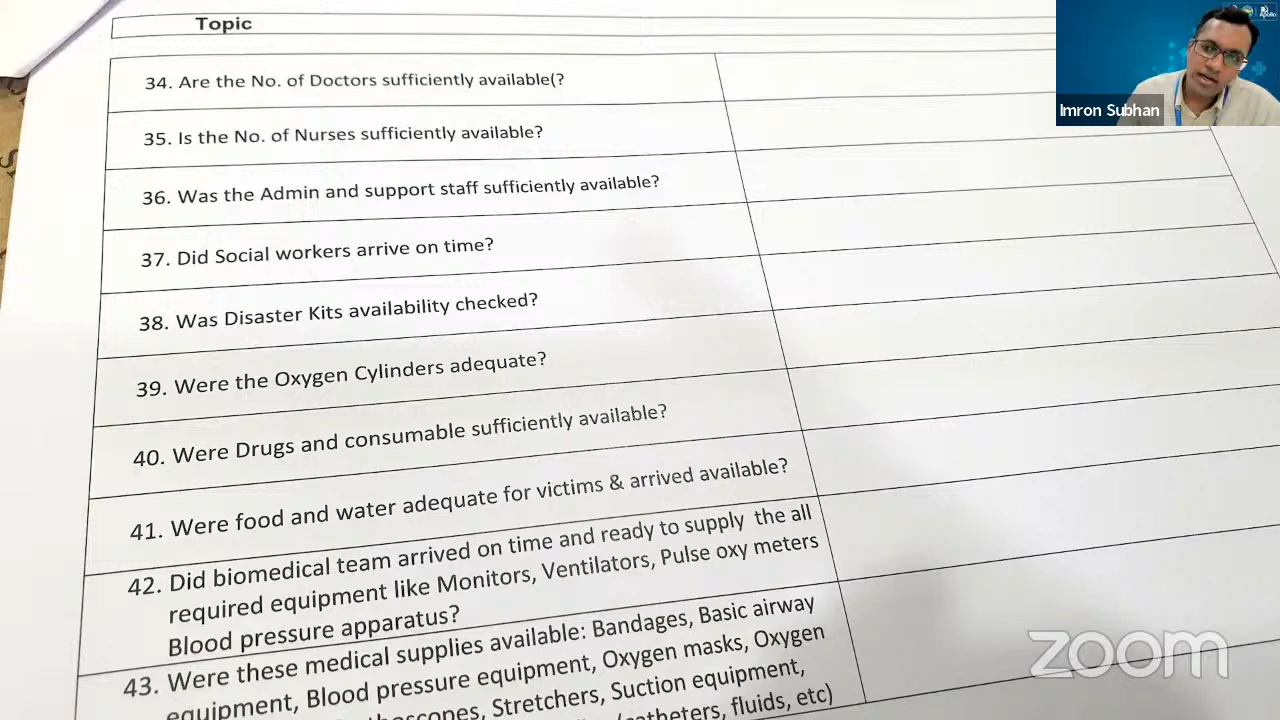 Topic
34. Are the No. of Doctors sufficiently available(?
35. Is the No. of Nurses sufficiently available?
36. Was the Admin and support staff sufficiently available?
37. Did Social workers arrive on time?
38. Was Disaster Kits availability checked?
39. Were the Oxygen Cylinders adequate?
40. Were Drugs and consumable sufficiently available?
41. Were food and water adequate for victims & arrived available?
42. Did biomedical team arrived on time and ready to supply the all
required equipment like Monitors, Ventilators, Pulse oxy meters
Blood pressure apparatus?
43. Were these medical supplies available: Bandages, Basic airway
equipment, Blood pressure equipment, Oxygen masks, Oxygen
Stretchers, Suction equipment,
fluids, etc)
Imron Subhan
Apollo
zoom